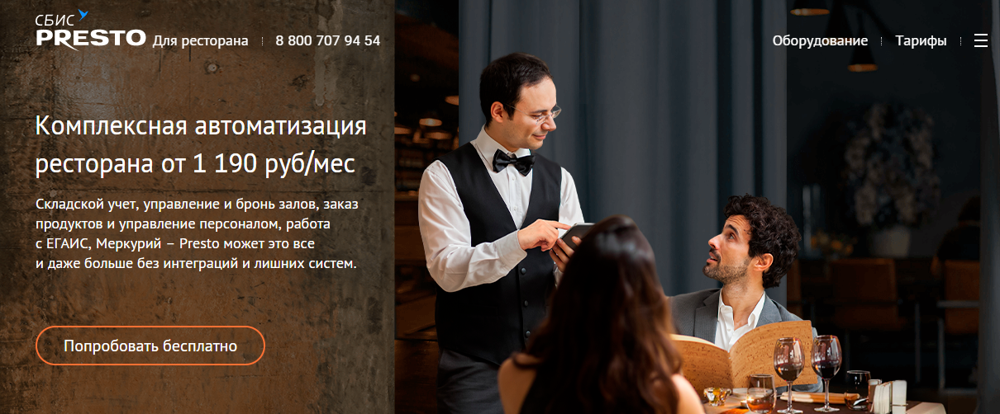 СБИС
PRESTO Для ресторана 8 800 707 94 54 Оборудование Тарифы
Комплексная автоматизация
ресторана от 1 190 руб/мес
Складской учет, управление и бронь залов, заказ
продуктов и управление персоналом, работа
с ЕГАИС, Меркурий – Presto может это все
и даже больше без интеграций и лишних систем.
Попробовать бесплатно